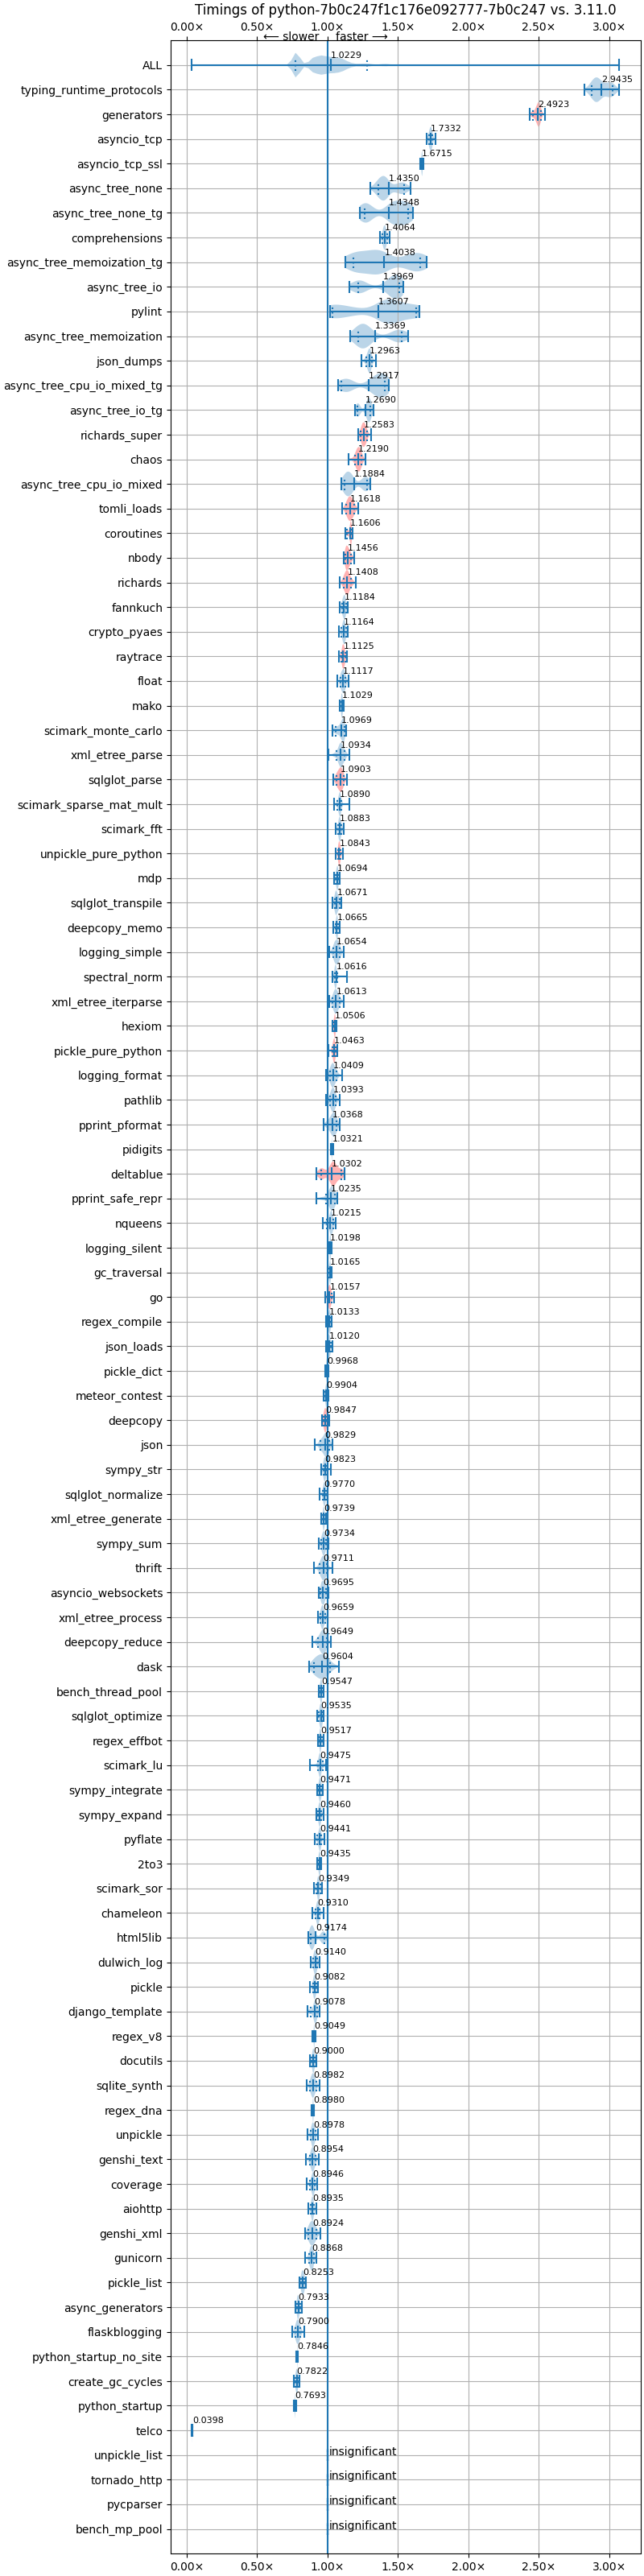 Timings of python-7b0c247f1c176e092777-7b0c247 vs. 3.11.0
0.00× 0.50× 1.00× 1.50× 2.00× 2.50× 3.00×
⟵ slower faster ⟶
ALL 1.0229
typing_runtime_protocols 2.9435
generators 2.4923
asyncio_tcp 1.7332
asyncio_tcp_ssl 1.6715
async_tree_none 1.4350
async_tree_none_tg 1.4348
comprehensions 1.4064
async_tree_memoization_tg 1.4038
async_tree_io 1.3969
pylint 1.3607
async_tree_memoization 1.3369
json_dumps 1.2963
async_tree_cpu_io_mixed_tg 1.2917
async_tree_io_tg 1.2690
richards_super 1.2583
chaos 1.2190
async_tree_cpu_io_mixed 1.1884
tomli_loads 1.1618
coroutines 1.1606
nbody 1.1456
richards 1.1408
fannkuch 1.1184
crypto_pyaes 1.1164
raytrace 1.1125
float 1.1117
mako 1.1029
scimark_monte_carlo 1.0969
xml_etree_parse 1.0934
sqlglot_parse 1.0903
scimark_sparse_mat_mult 1.0890
scimark_fft 1.0883
unpickle_pure_python 1.0843
mdp 1.0694
sqlglot_transpile 1.0671
deepcopy_memo 1.0665
logging_simple 1.0654
spectral_norm 1.0616
xml_etree_iterparse 1.0613
hexiom 1.0506
pickle_pure_python 1.0463
logging_format 1.0409
pathlib 1.0393
pprint_pformat 1.0368
pidigits 1.0321
deltablue 1.0302
pprint_safe_repr 1.0235
nqueens 1.0215
logging_silent 1.0198
gc_traversal 1.0165
go 1.0157
regex_compile 1.0133
json_loads 1.0120
pickle_dict 0.9968
meteor_contest 0.9904
deepcopy 0.9847
json 0.9829
sympy_str 0.9823
sqlglot_normalize 0.9770
xml_etree_generate 0.9739
sympy_sum 0.9734
thrift 0.9711
asyncio_websockets 0.9695
xml_etree_process 0.9659
deepcopy_reduce 0.9649
dask 0.9604
bench_thread_pool 0.9547
sqlglot_optimize 0.9535
regex_effbot 0.9517
scimark_lu 0.9475
sympy_integrate 0.9471
sympy_expand 0.9460
pyflate 0.9441
2to3 0.9435
scimark_sor 0.9349
chameleon 0.9310
html5lib 0.9174
dulwich_log 0.9140
pickle 0.9082
django_template 0.9078
regex_v8 0.9049
docutils 0.9000
sqlite_synth 0.8982
regex_dna 0.8980
unpickle 0.8978
genshi_text 0.8954
coverage 0.8946
aiohttp 0.8935
genshi_xml 0.8924
gunicorn 0.8868
pickle_list 0.8253
async_generators 0.7933
flaskblogging 0.7900
python_startup_no_site 0.7846
create_gc_cycles 0.7822
python_startup 0.7693
telco 0.0398
unpickle_list insignificant
tornado_http insignificant
pycparser insignificant
bench_mp_pool insignificant
0.00× 0.50× 1.00× 1.50× 2.00× 2.50× 3.00×